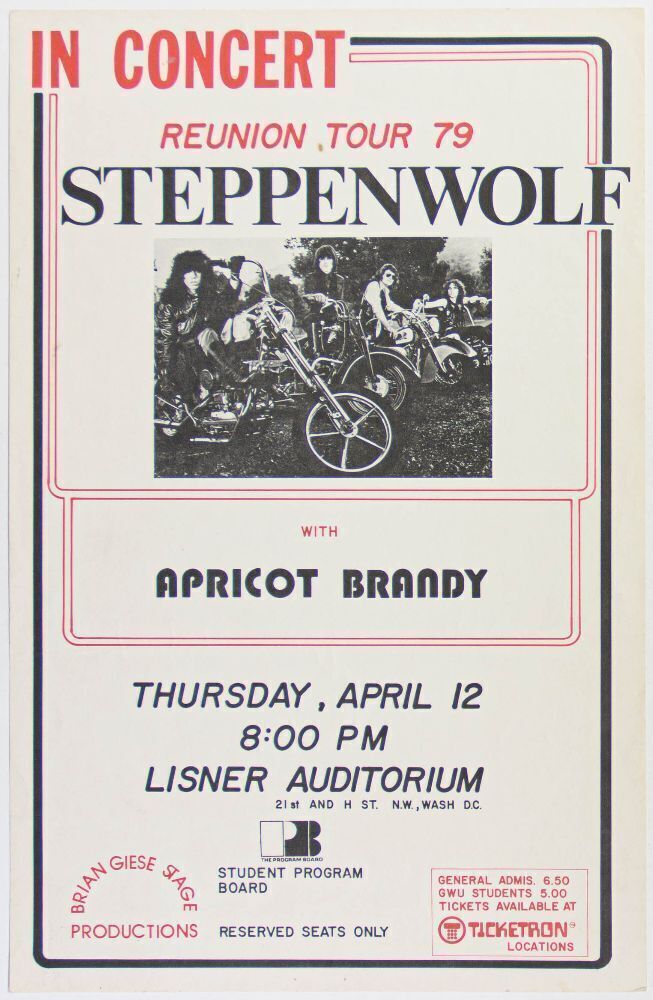 IN CONCERT
REUNION TOUR 79
STEPPENWOLF
WITH
APRICOT BRANDY
THURSDAY, APRIL 12
8:00 PM
LISNER AUDITORIUM
21st AND H ST. N.W., WASH D.C.
PB
THE PROGRAM BOARD
STUDENT PROGRAM
BOARD
BRIAN GIESE STAGE
PRODUCTIONS
RESERVED SEATS ONLY
GENERAL ADMIS. 6.50
GWU STUDENTS 5.00
TICKETS AVAILABLE AT
TICKETRON®
LOCATIONS